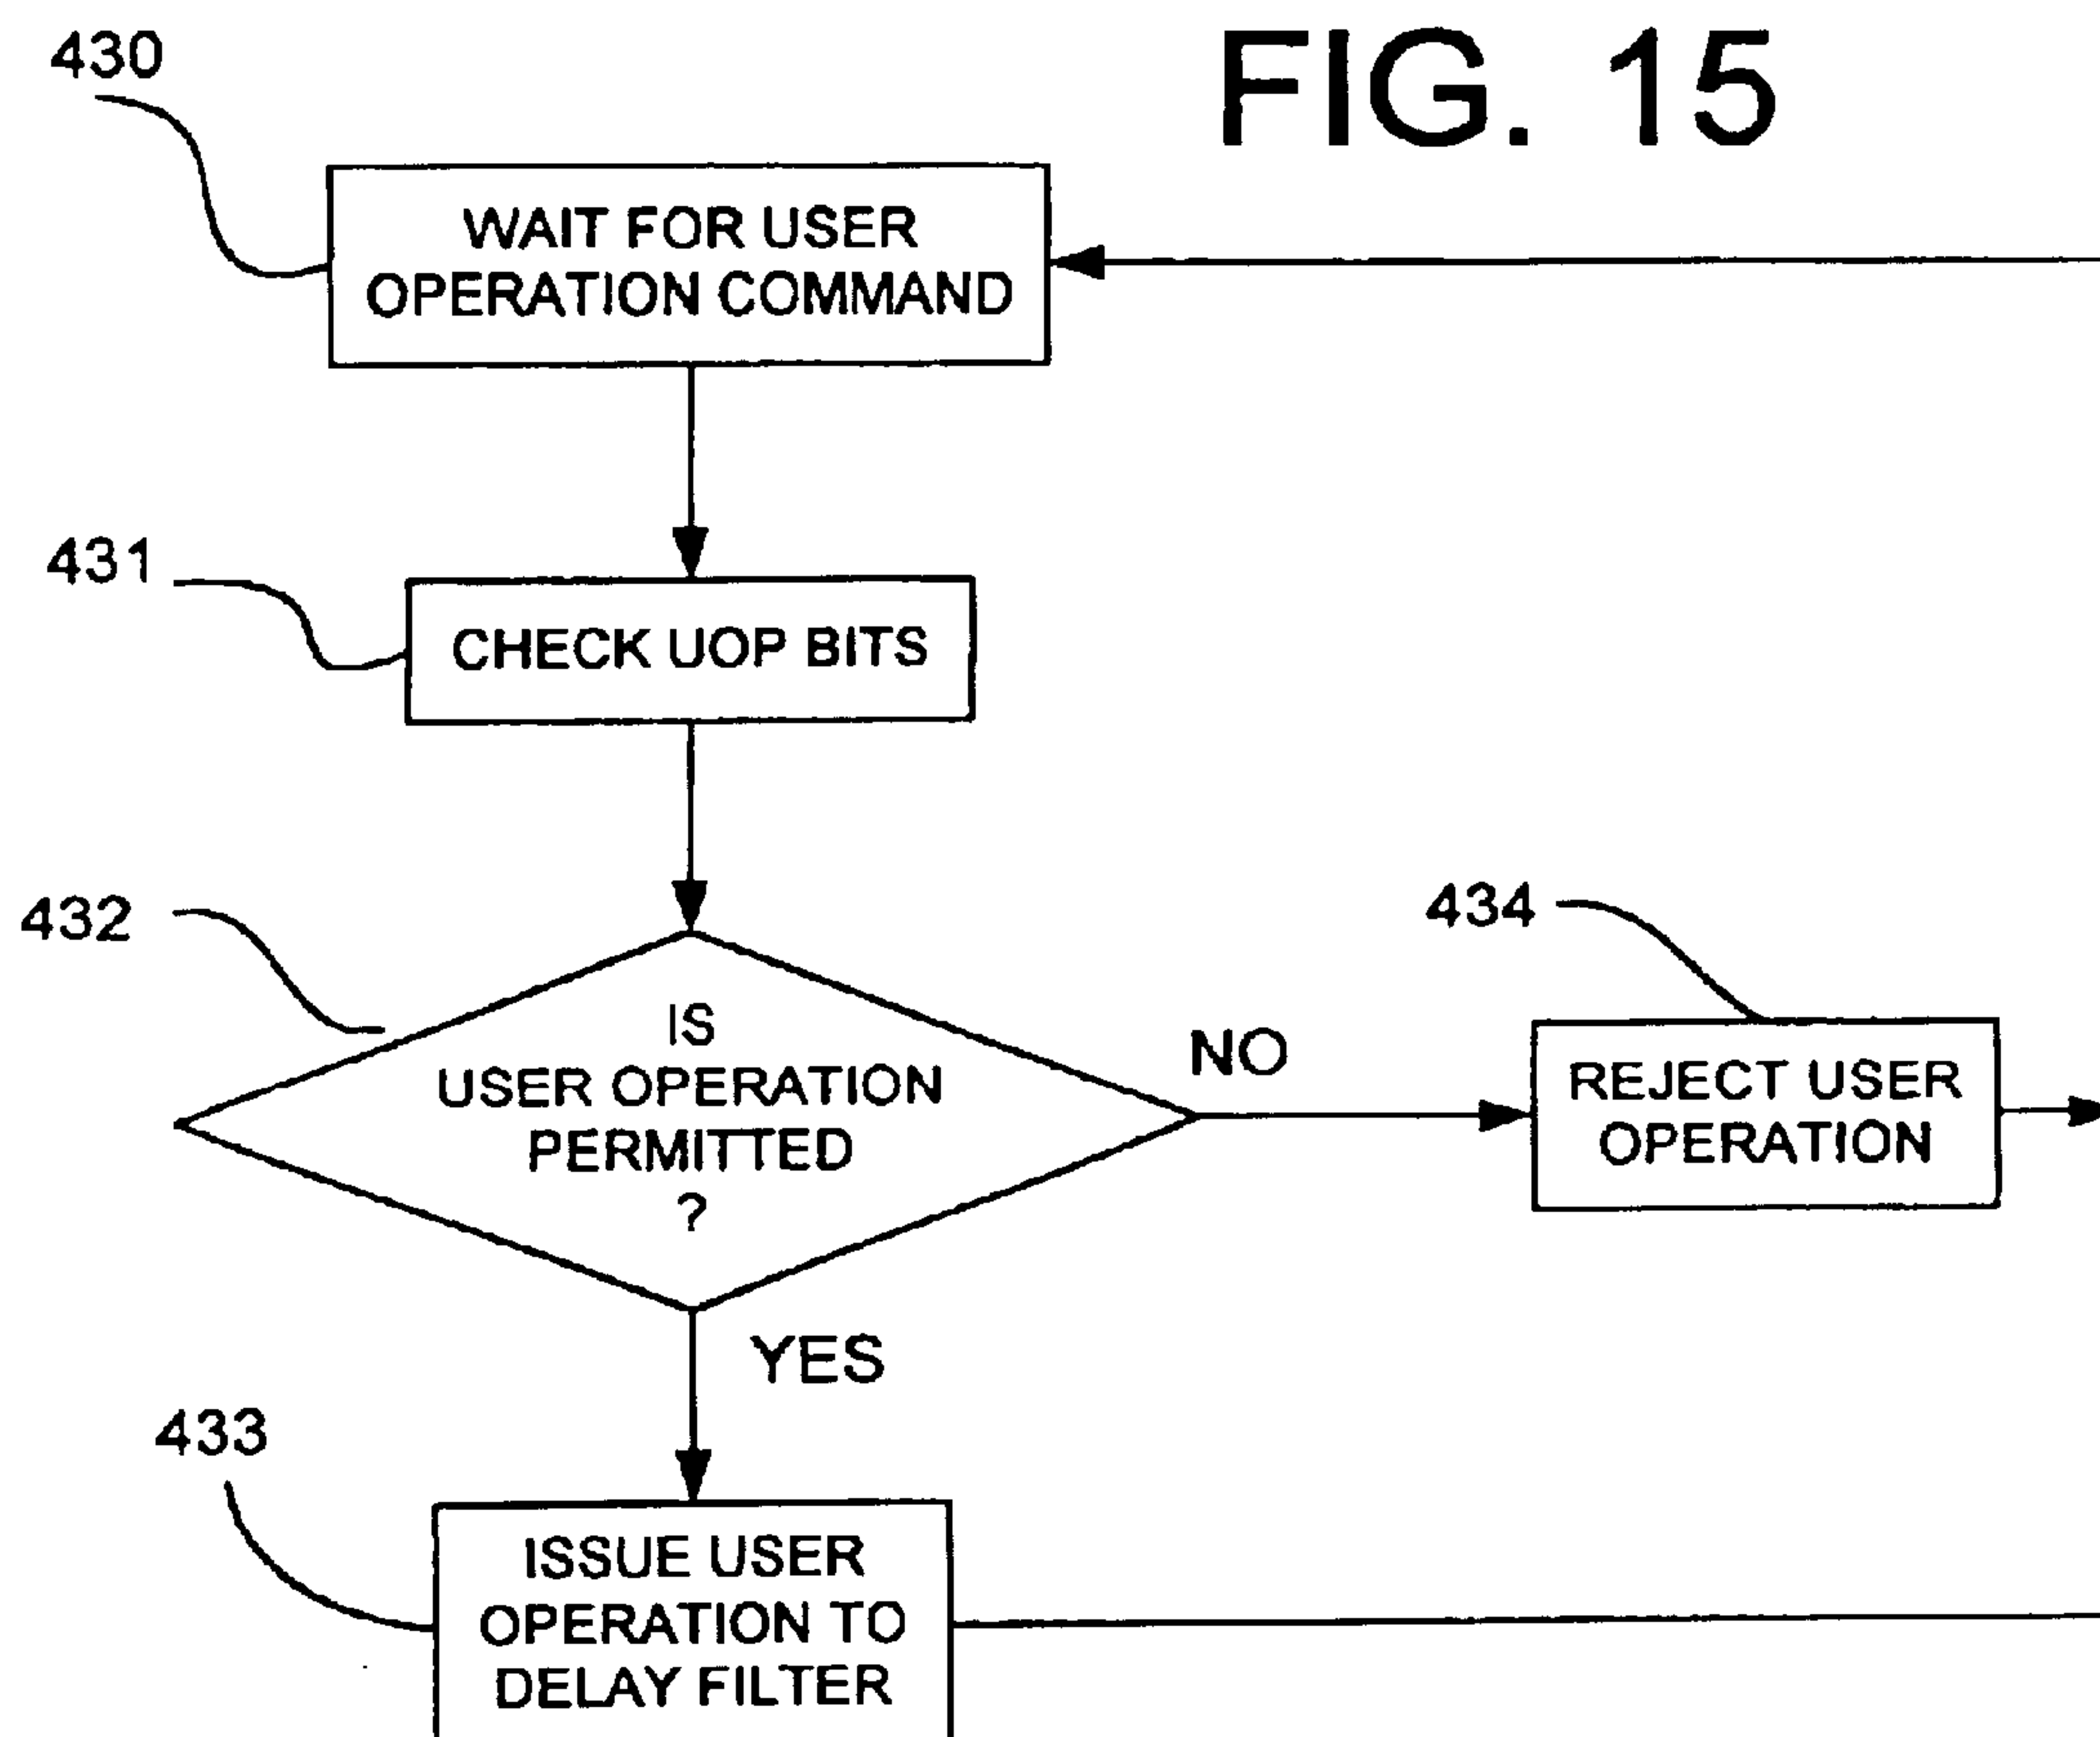 FIG. 15
430
WAIT FOR USER
OPERATION COMMAND
431
CHECK UOP BITS
432
IS
USER OPERATION
PERMITTED
?
NO
434
REJECT USER
OPERATION
YES
433
ISSUE USER
OPERATION TO
DELAY FILTER